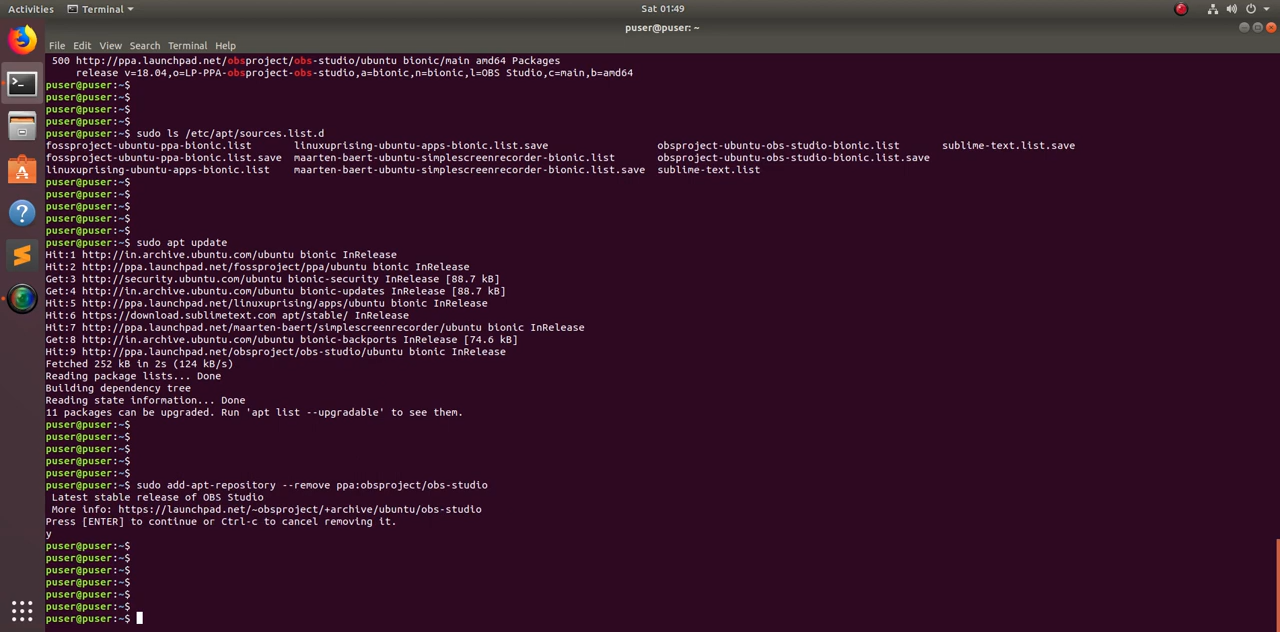 Activities Terminal Sat 01:49
puser@puser: ~
File Edit View Search Terminal Help
500 http://ppa.launchpad.net/obsproject/obs-studio/ubuntu bionic/main amd64 Packages
release v=18.04,o=LP-PPA-obsproject-obs-studio,a=bionic,n=bionic,l=OBS Studio,c=main,b=amd64
puser@puser:~$
puser@puser:~$
puser@puser:~$
puser@puser:~$
puser@puser:~$ sudo ls /etc/apt/sources.list.d
fossproject-ubuntu-ppa-bionic.list linuxuprising-ubuntu-apps-bionic.list.save obsproject-ubuntu-obs-studio-bionic.list sublime-text.list.save
fossproject-ubuntu-ppa-bionic.list.save maarten-baert-ubuntu-simplescreenrecorder-bionic.list obsproject-ubuntu-obs-studio-bionic.list.save
linuxuprising-ubuntu-apps-bionic.list maarten-baert-ubuntu-simplescreenrecorder-bionic.list.save sublime-text.list
puser@puser:~$
puser@puser:~$
puser@puser:~$
puser@puser:~$
puser@puser:~$
puser@puser:~$ sudo apt update
Hit:1 http://in.archive.ubuntu.com/ubuntu bionic InRelease
Hit:2 http://ppa.launchpad.net/fossproject/ppa/ubuntu bionic InRelease
Get:3 http://security.ubuntu.com/ubuntu bionic-security InRelease [88.7 kB]
Get:4 http://in.archive.ubuntu.com/ubuntu bionic-updates InRelease [88.7 kB]
Hit:5 http://ppa.launchpad.net/linuxuprising/apps/ubuntu bionic InRelease
Hit:6 https://download.sublimetext.com apt/stable/ InRelease
Hit:7 http://ppa.launchpad.net/maarten-baert/simplescreenrecorder/ubuntu bionic InRelease
Get:8 http://in.archive.ubuntu.com/ubuntu bionic-backports InRelease [74.6 kB]
Hit:9 http://ppa.launchpad.net/obsproject/obs-studio/ubuntu bionic InRelease
Fetched 252 kB in 2s (124 kB/s)
Reading package lists... Done
Building dependency tree
Reading state information... Done
11 packages can be upgraded. Run 'apt list --upgradable' to see them.
puser@puser:~$
puser@puser:~$
puser@puser:~$
puser@puser:~$
puser@puser:~$
puser@puser:~$ sudo add-apt-repository --remove ppa:obsproject/obs-studio
Latest stable release of OBS Studio
More info: https://launchpad.net/~obsproject/+archive/ubuntu/obs-studio
Press [ENTER] to continue or Ctrl-c to cancel removing it.
y
puser@puser:~$
puser@puser:~$
puser@puser:~$
puser@puser:~$
puser@puser:~$
puser@puser:~$
puser@puser:~$